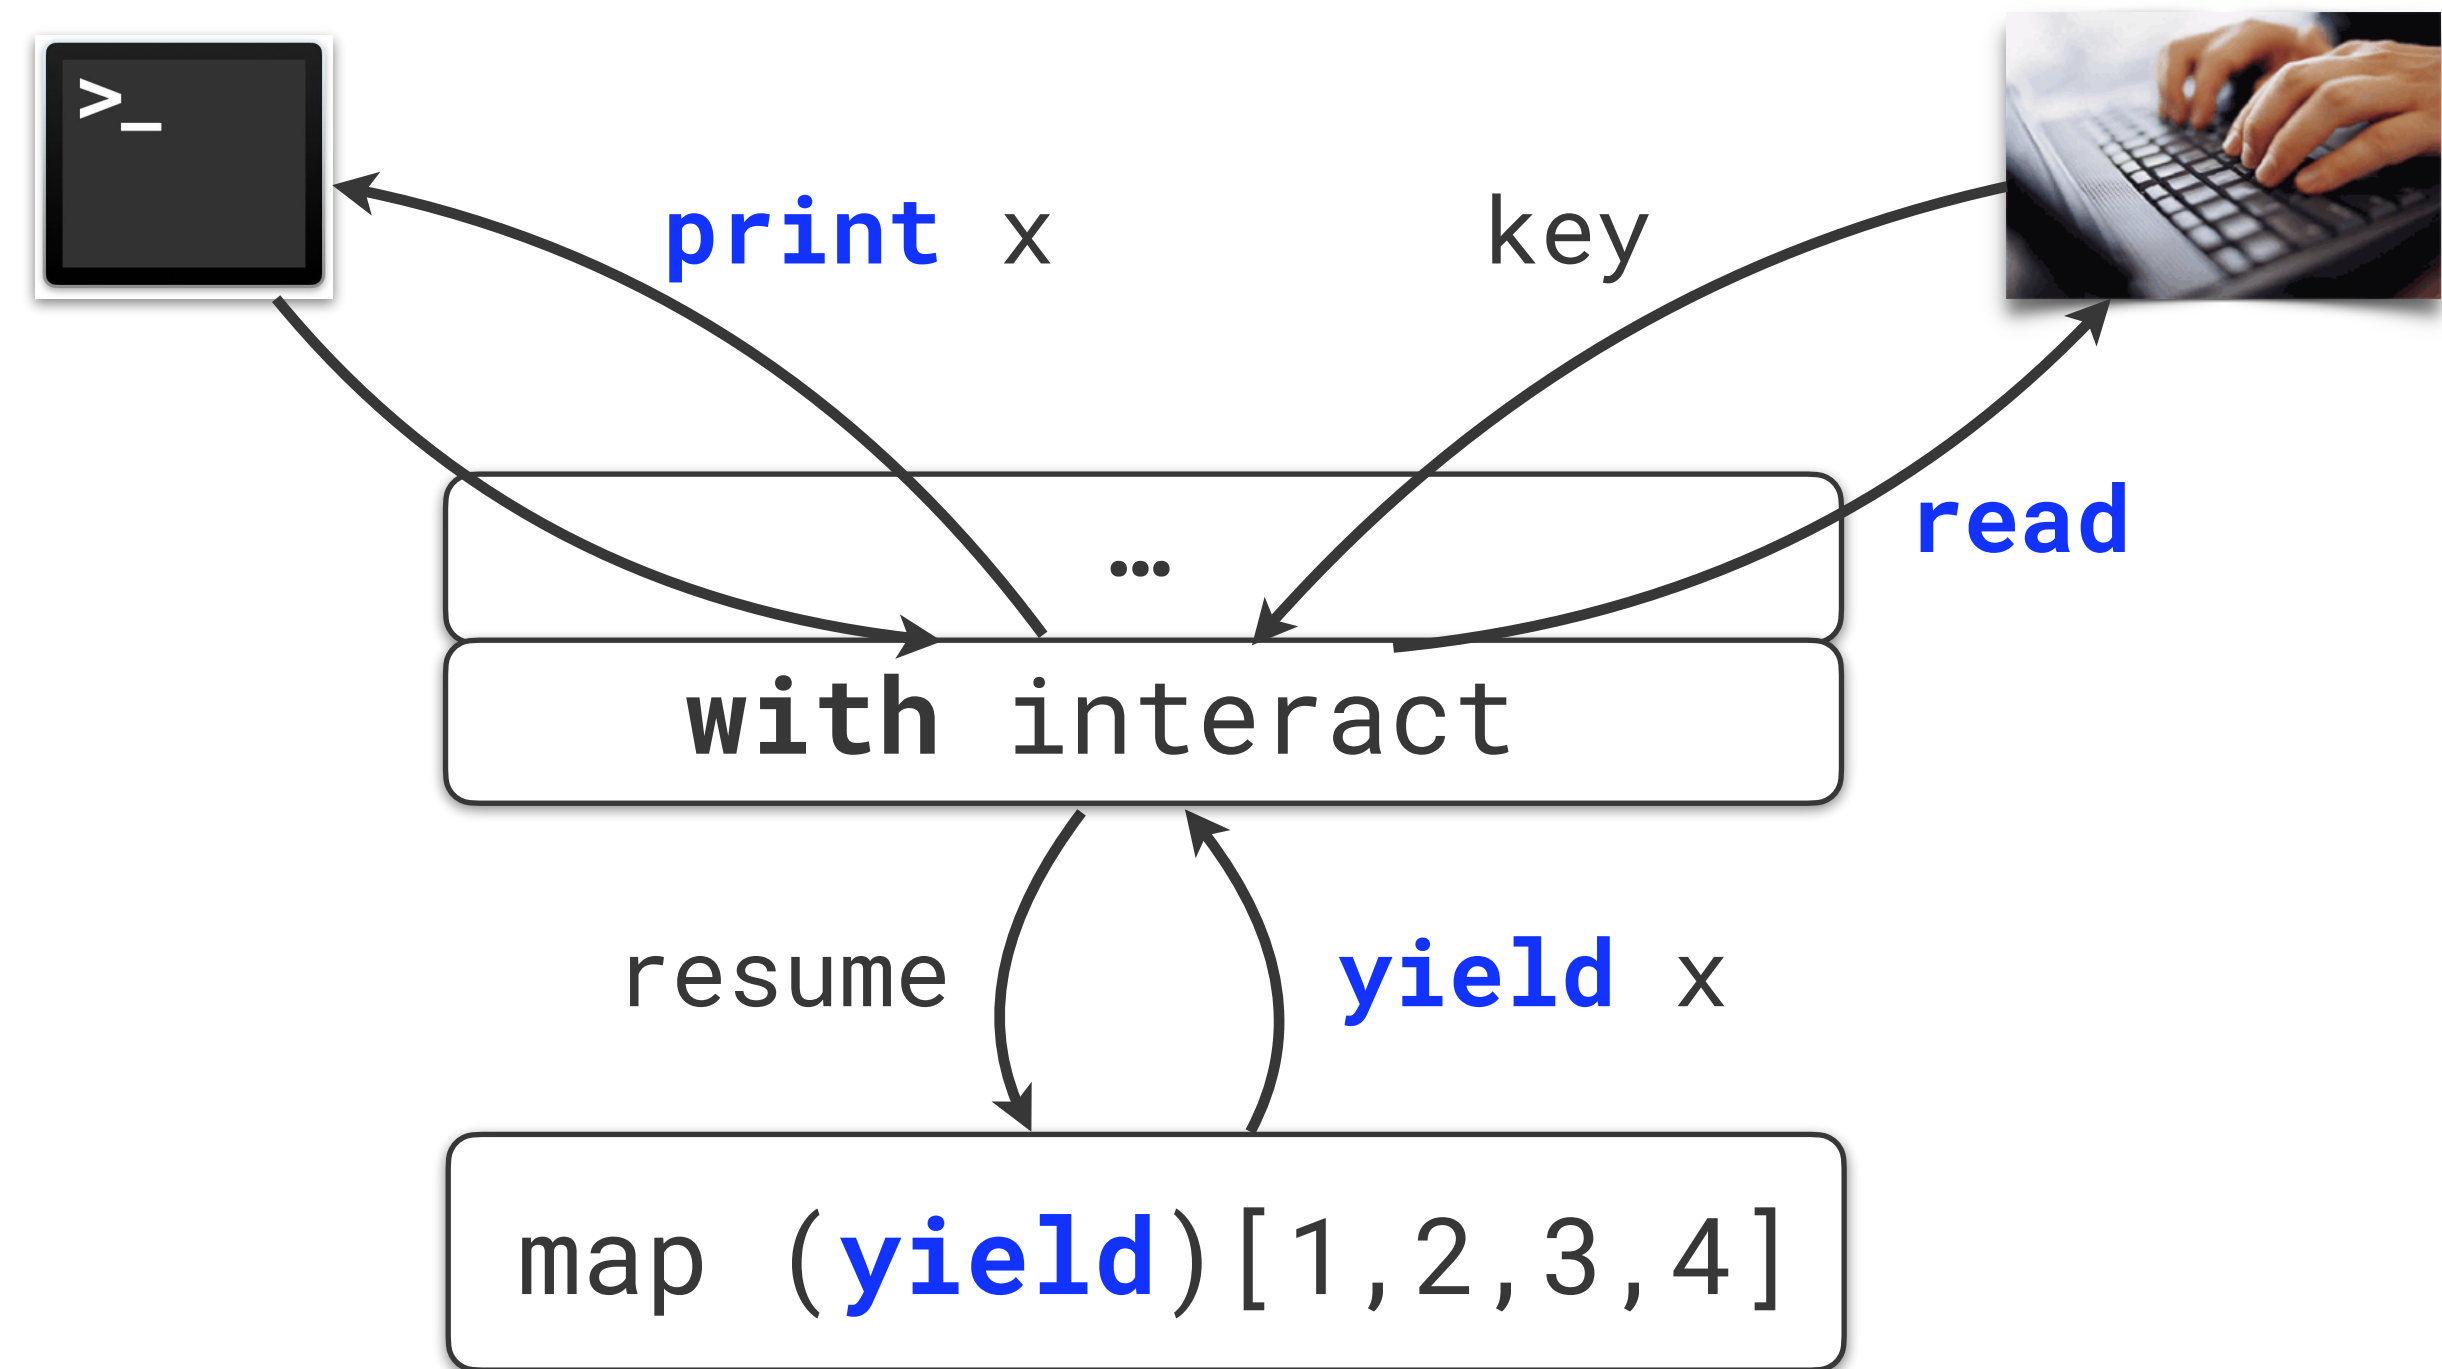 >_
print x
key
read
…
with interact
resume
yield x
map (yield)[1,2,3,4]